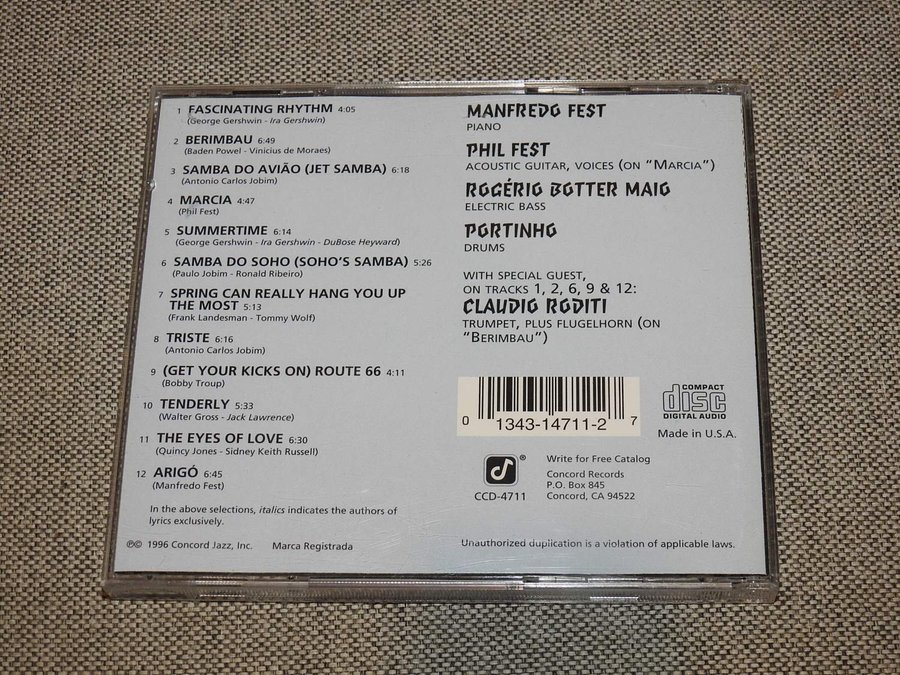 1 FASCINATING RHYTHM 4:05
(George Gershwin - Ira Gershwin)
2 BERIMBAU 6:49
(Baden Powel - Vinicius de Moraes)
3 SAMBA DO AVIÃO (JET SAMBA) 6:18
(Antonio Carlos Jobim)
4 MARCIA 4:47
(Phil Fest)
5 SUMMERTIME 6:14
(George Gershwin - Ira Gershwin - DuBose Heyward)
6 SAMBA DO SOHO (SOHO'S SAMBA) 5:26
(Paulo Jobim - Ronald Ribeiro)
7 SPRING CAN REALLY HANG YOU UP
THE MOST 5:13
(Frank Landesman - Tommy Wolf)
8 TRISTE 6:16
(Antonio Carlos Jobim)
9 (GET YOUR KICKS ON) ROUTE 66 4:11
(Bobby Troup)
10 TENDERLY 5:33
(Walter Gross - Jack Lawrence)
11 THE EYES OF LOVE 6:30
(Quincy Jones - Sidney Keith Russell)
12 ARIGÓ 6:45
(Manfredo Fest)
In the above selections, italics indicates the authors of
lyrics exclusively.
℗© 1996 Concord Jazz, Inc. Marca Registrada
MANFREDO FEST
PIANO
PHIL FEST
ACOUSTIC GUITAR, VOICES (ON "MARCIA")
ROGÉRIO BOTTER MAIO
ELECTRIC BASS
PORTINHO
DRUMS
WITH SPECIAL GUEST,
ON TRACKS 1, 2, 6, 9 & 12:
CLAUDIO RODITI
TRUMPET, PLUS FLUGELHORN (ON
"BERIMBAU")
0 1343-14711-2 7
COMPACT
disc
DIGITAL AUDIO
Made in U.S.A.
®
CCD-4711
Write for Free Catalog
Concord Records
P.O. Box 845
Concord, CA 94522
Unauthorized duplication is a violation of applicable laws.